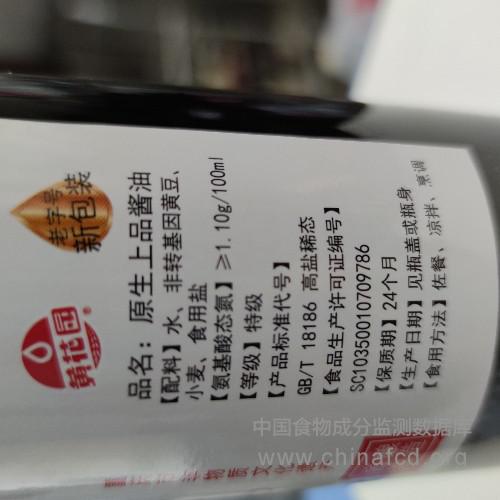 黄花园®
老字号
新包装
品名：原生上品酱油
【配料】水、非转基因黄豆、
小麦、食用盐
【氨基酸态氮】≥1.10g/100ml
【等级】特级
【产品标准代号】
GB/T 18186 高盐稀态
【食品生产许可证编号】
SC10350010709786
【保质期】24个月
【生产日期】见瓶盖或瓶身
【食用方法】佐餐、凉拌、烹调
中国食物成分监测数据库
www.chinafcd.org